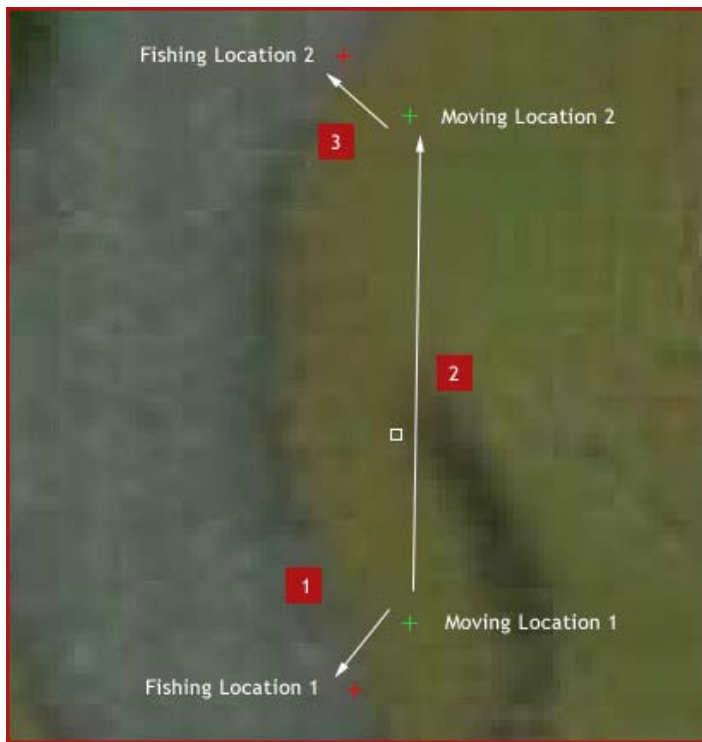 Fishing Location 2
Moving Location 2
3
2
1
Moving Location 1
Fishing Location 1